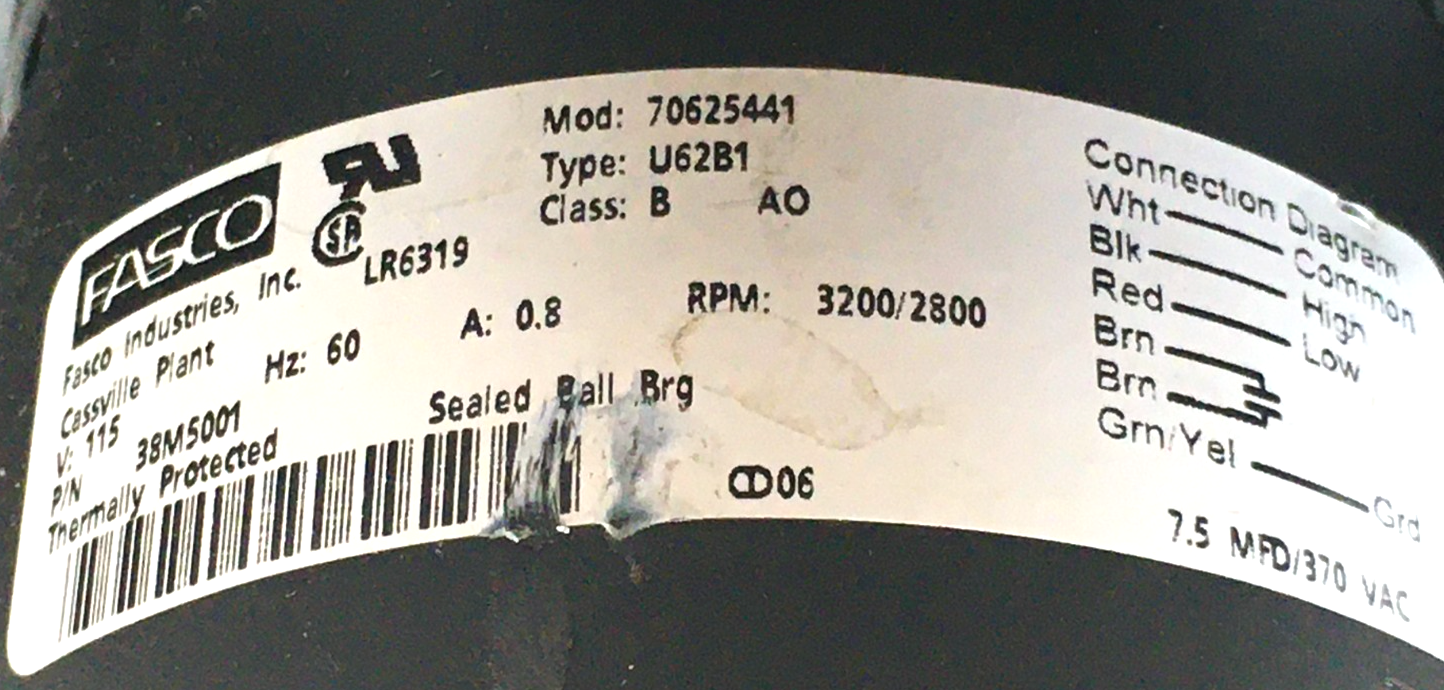 FASCO
LR6319
Fasco Industries, Inc.
Cassville Plant
V: 115
Hz: 60
A: 0.8
RPM: 3200/2800
P/N 38M5001
Thermally Protected
Sealed Ball Brg
Mod: 70625441
Type: U62B1
Class: B AO
06
Connection Diagram
Wht Common
Blk High
Red Low
Brn
Brn
Grn/Yel Grd
7.5 MFD/370 VAC